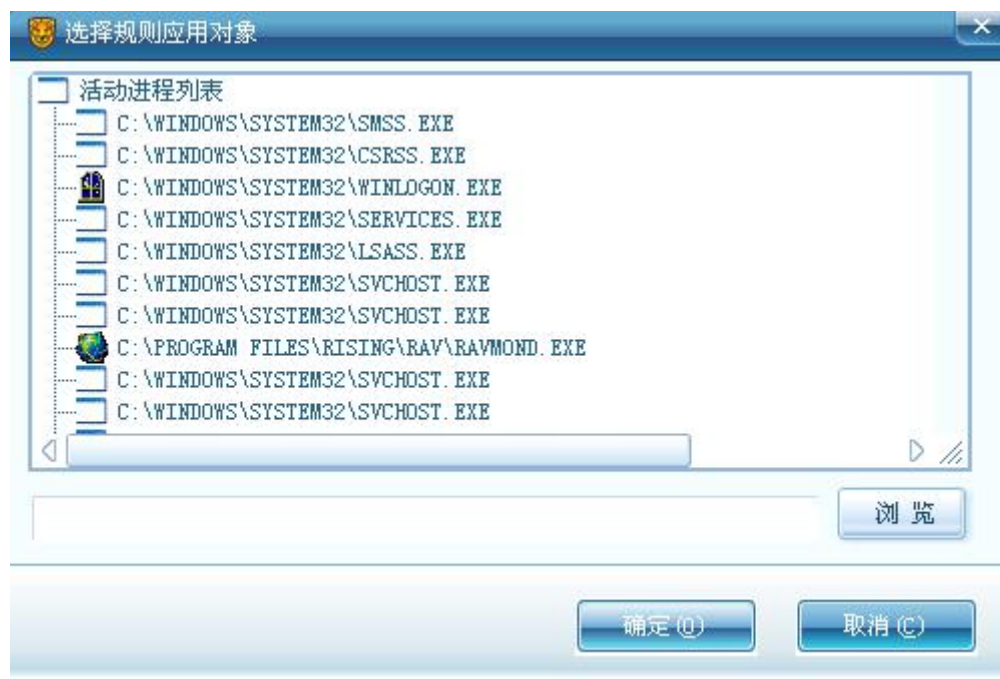 选择规则应用对象
活动进程列表
C:\WINDOWS\SYSTEM32\SMSS.EXE
C:\WINDOWS\SYSTEM32\CSRSS.EXE
C:\WINDOWS\SYSTEM32\WINLOGON.EXE
C:\WINDOWS\SYSTEM32\SERVICES.EXE
C:\WINDOWS\SYSTEM32\LSASS.EXE
C:\WINDOWS\SYSTEM32\SVCHOST.EXE
C:\WINDOWS\SYSTEM32\SVCHOST.EXE
C:\PROGRAM FILES\RISING\RAV\RAVMOND.EXE
C:\WINDOWS\SYSTEM32\SVCHOST.EXE
C:\WINDOWS\SYSTEM32\SVCHOST.EXE
浏览
确定(O) 取消(C)